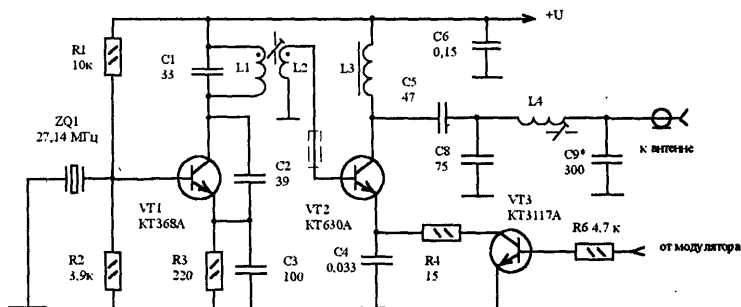 +U
R1
10к
C1
33
L1
L2
L3
C6
0,15
C5
47
L4
ZQ1
27,14 МГц
к антенне
C8
75
C9*
300
C2
39
VT1
КТ368А
VT2
КТ630А
VT3
КТ3117А
R6 4.7 к
от модулятора
R2
3,9к
R3
220
C3
100
C4
0,033
R4
15